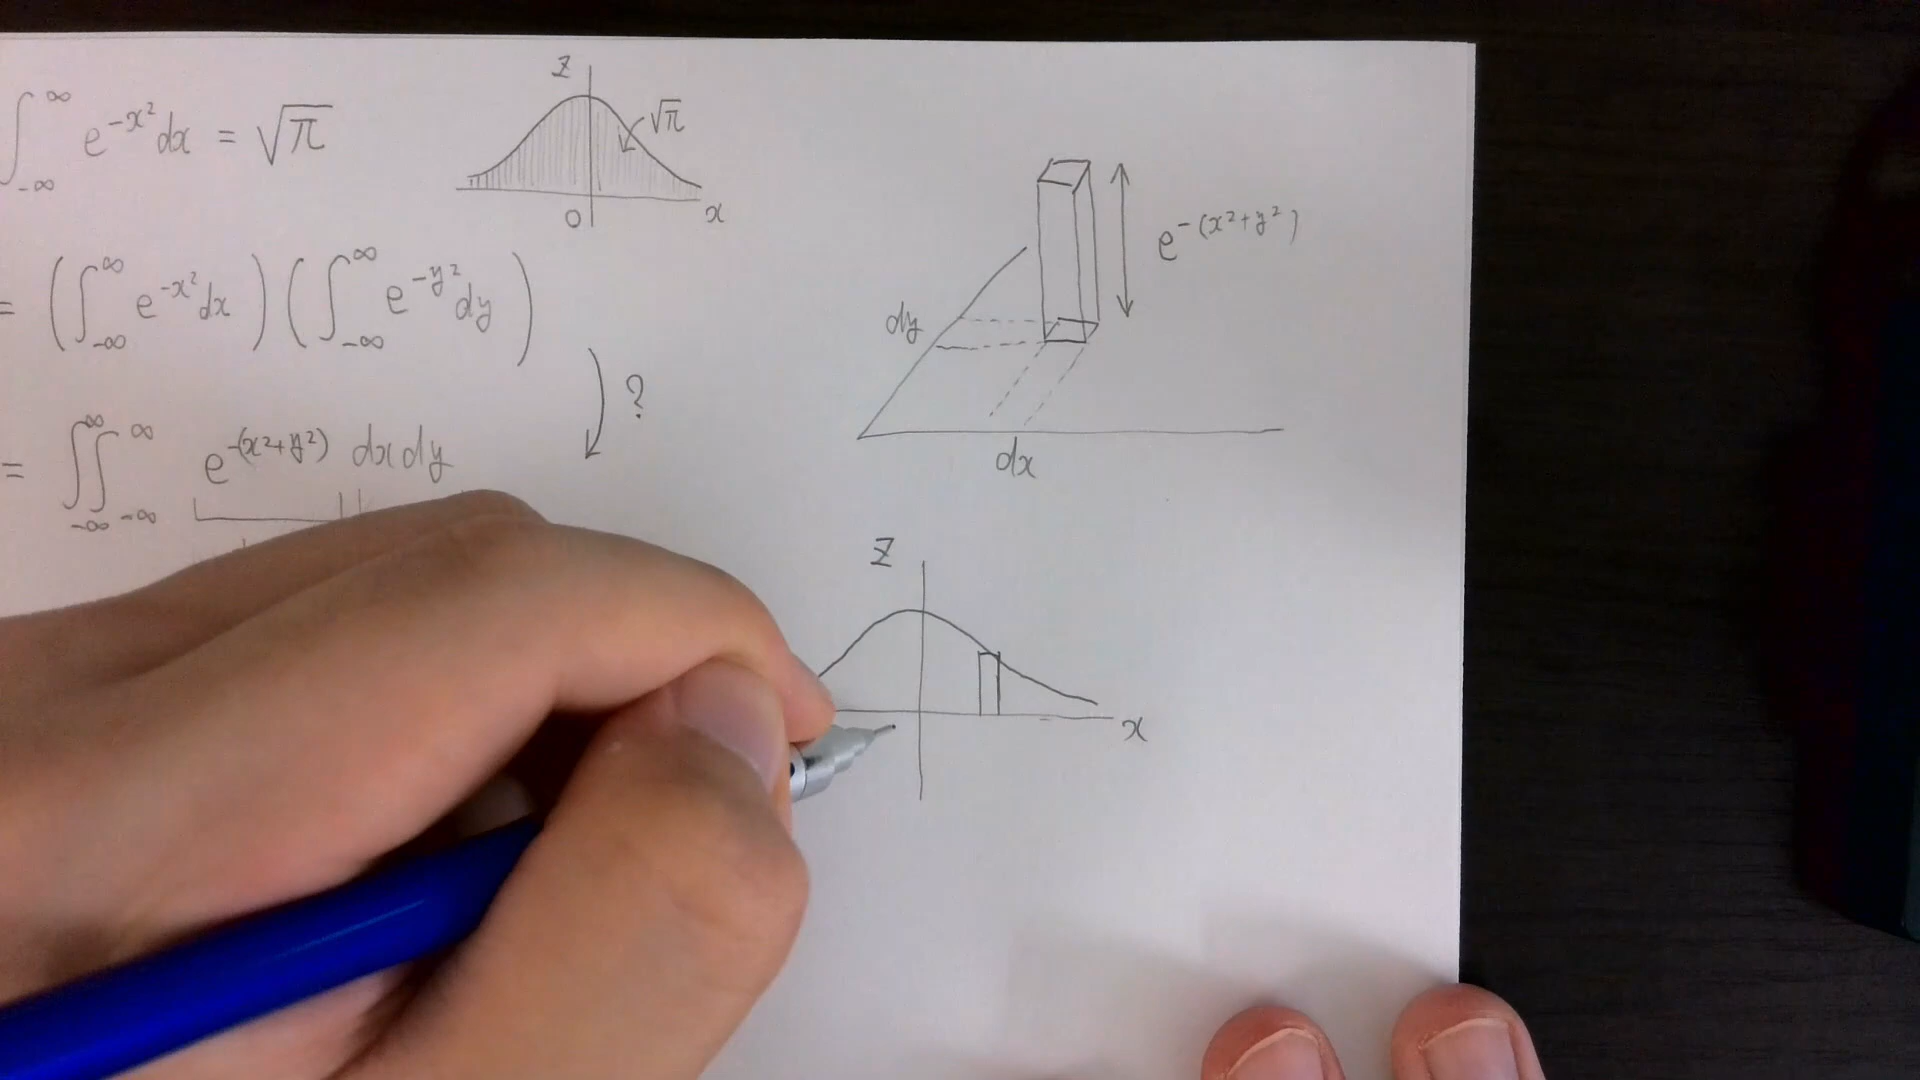 ∫_{-∞}^{∞} e^{-x²} dx = √π
z
√π
0
x
= (∫_{-∞}^{∞} e^{-x²} dx) (∫_{-∞}^{∞} e^{-y²} dy)
?
= ∫_{-∞}^{∞} ∫_{-∞}^{∞} e^{-(x²+y²)} dx dy
e^{-(x²+y²)}
dy
dx
z
x